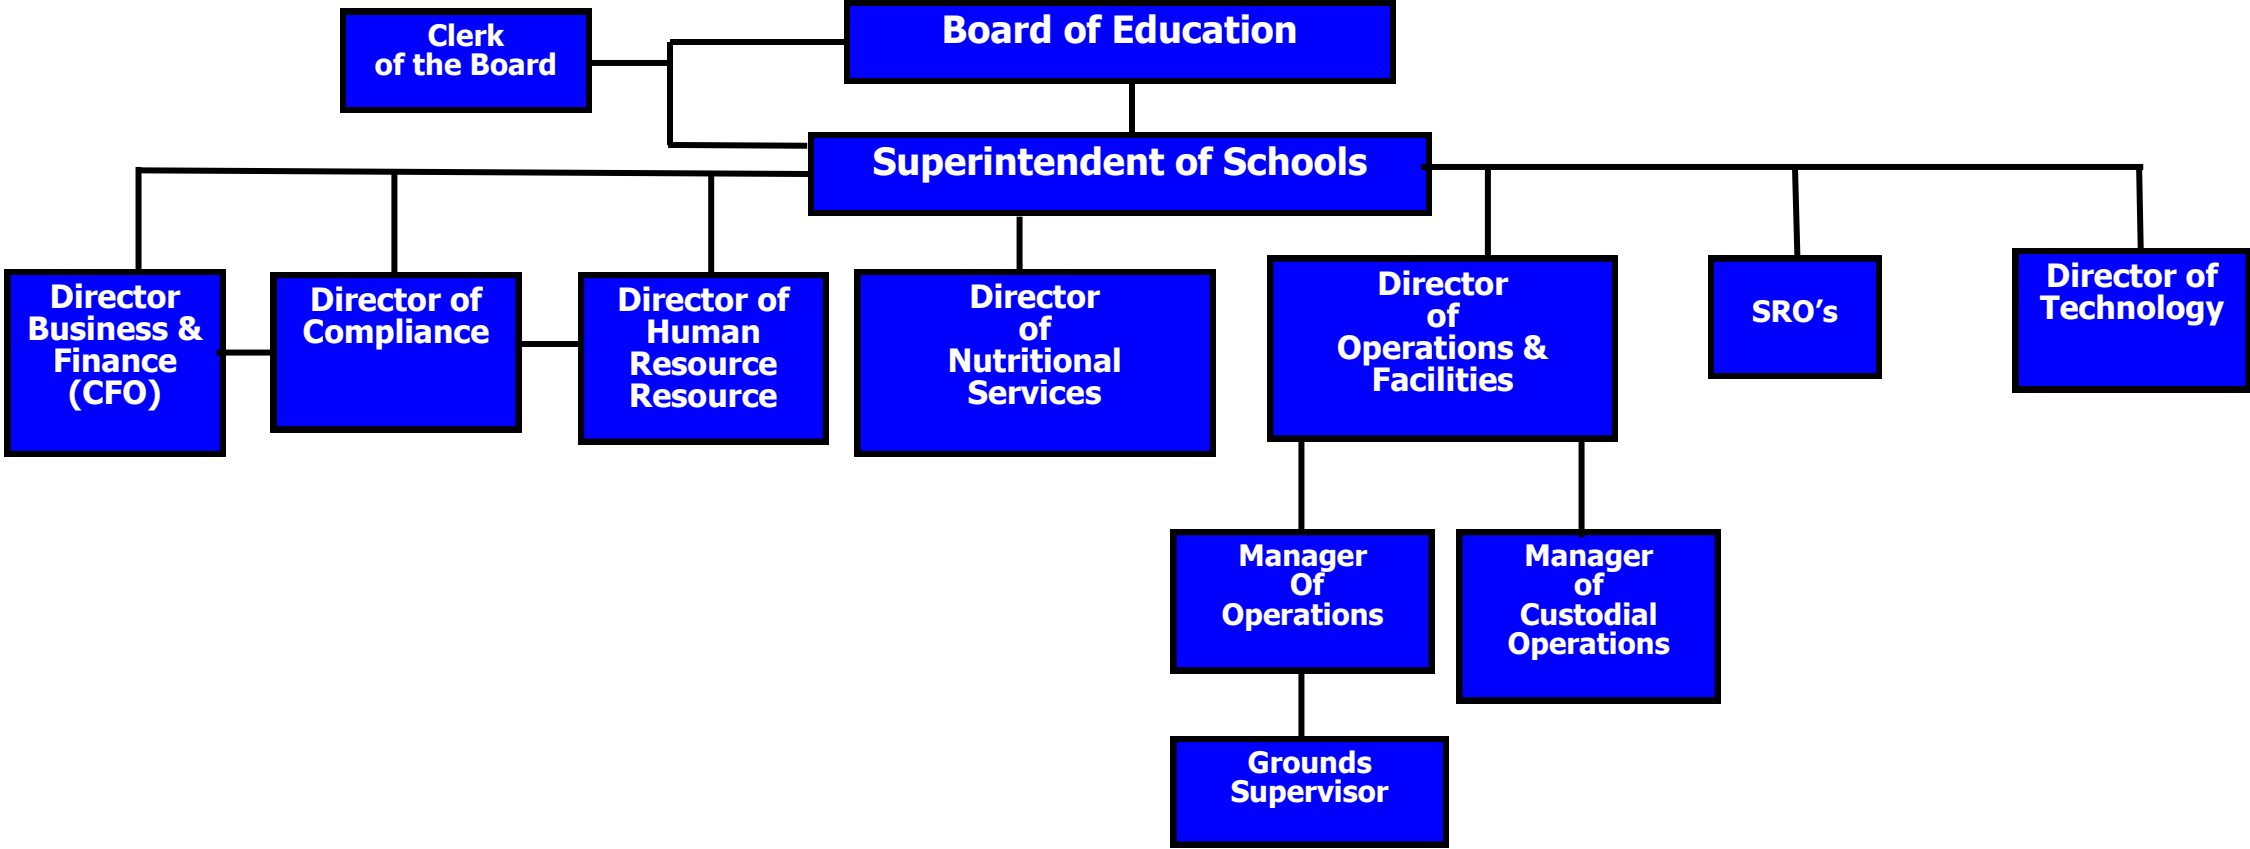 Clerk
of the Board
Board of Education
Superintendent of Schools
Director
Business &
Finance
(CFO)
Director of
Compliance
Director of
Human
Resource
Resource
Director
of
Nutritional
Services
Director
of
Operations &
Facilities
SRO’s
Director of
Technology
Manager
Of
Operations
Manager
of
Custodial
Operations
Grounds
Supervisor